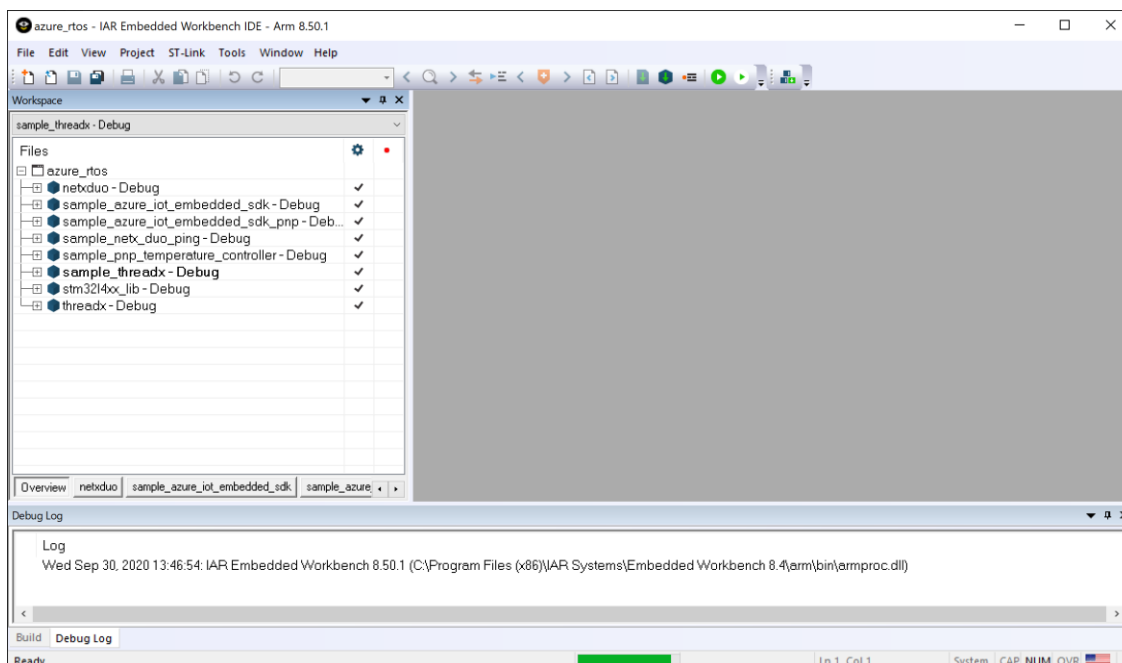 azure_rtos - IAR Embedded Workbench IDE - Arm 8.50.1
File Edit View Project ST-Link Tools Window Help
Workspace
sample_threadx - Debug
Files
azure_rtos
netxduo - Debug
sample_azure_iot_embedded_sdk - Debug
sample_azure_iot_embedded_sdk_pnp - Deb...
sample_netx_duo_ping - Debug
sample_pnp_temperature_controller - Debug
sample_threadx - Debug
stm32l4xx_lib - Debug
threadx - Debug
Overview netxduo sample_azure_iot_embedded_sdk sample_azure
Debug Log
Log
Wed Sep 30, 2020 13:46:54: IAR Embedded Workbench 8.50.1 (C:\Program Files (x86)\IAR Systems\Embedded Workbench 8.4\arm\bin\armproc.dll)
Build Debug Log
Ready Ln 1, Col 1 System CAP NUM OVR